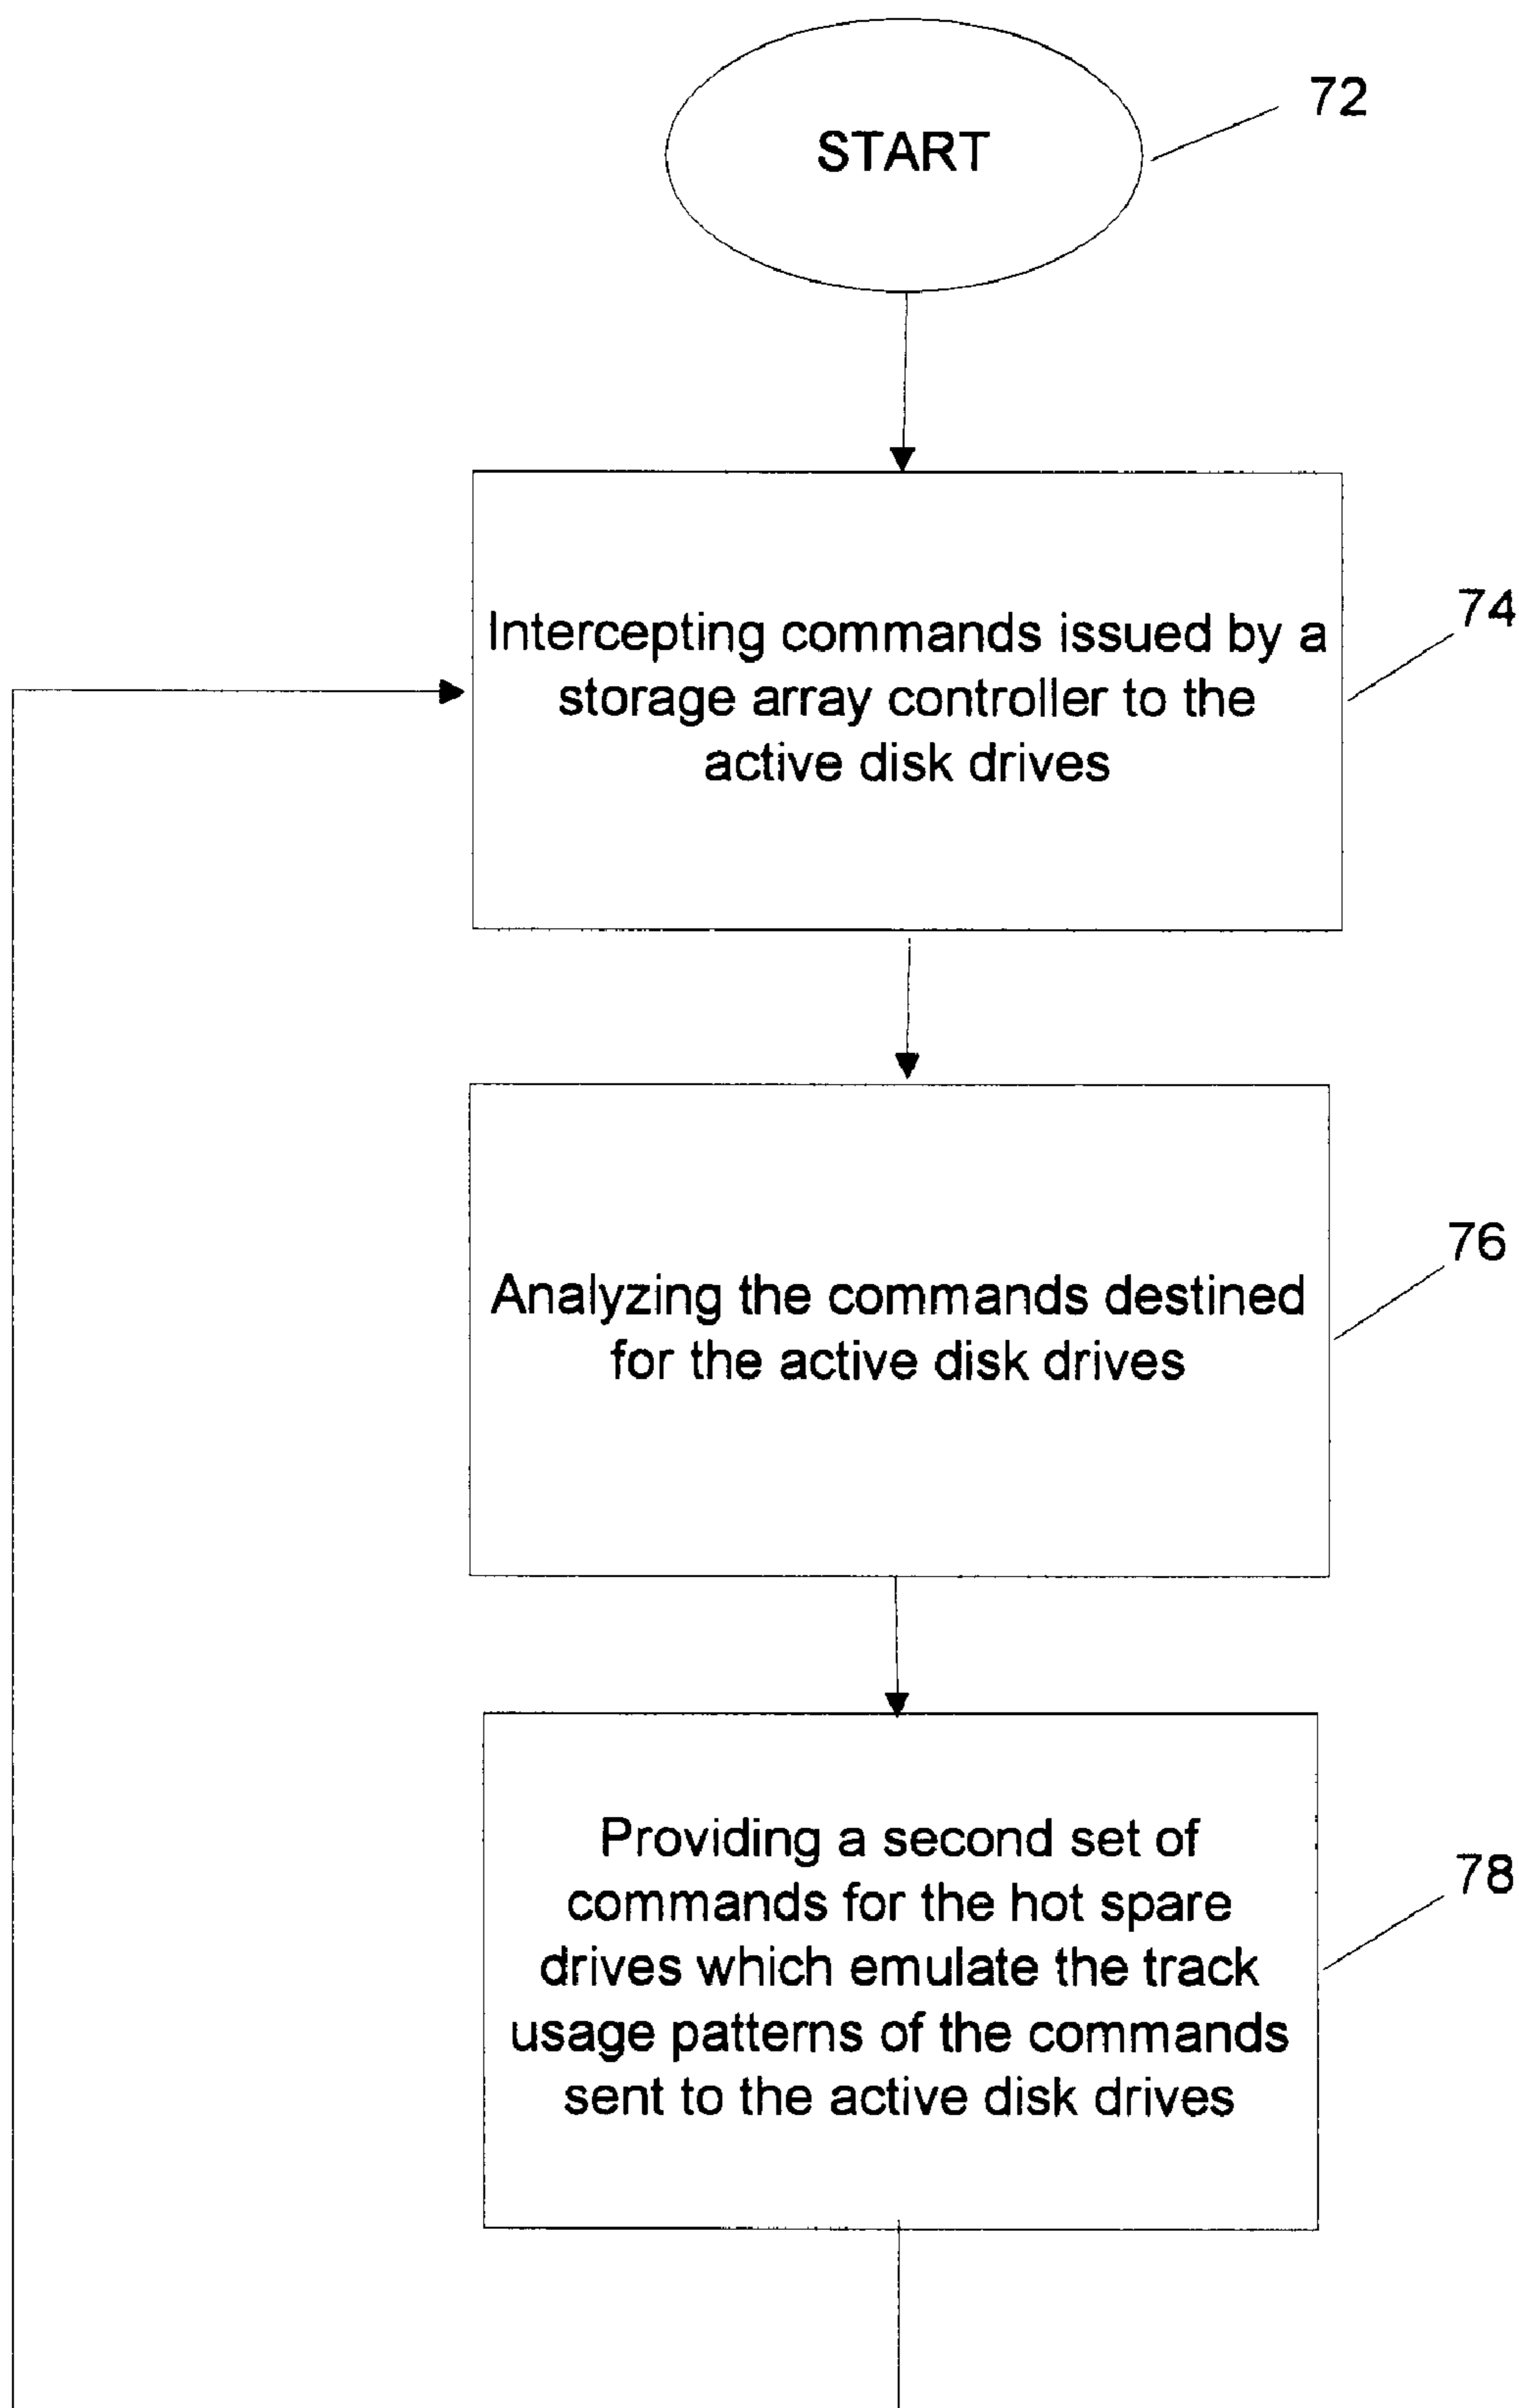 START
72
Intercepting commands issued by a
storage array controller to the
active disk drives
74
Analyzing the commands destined
for the active disk drives
76
Providing a second set of
commands for the hot spare
drives which emulate the track
usage patterns of the commands
sent to the active disk drives
78